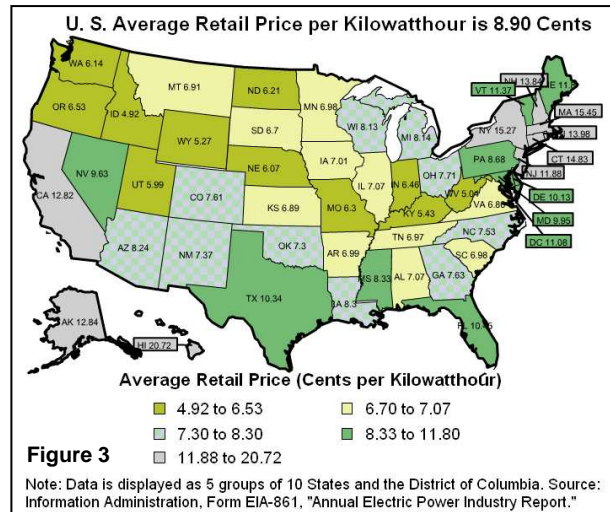 U. S. Average Retail Price per Kilowatthour is 8.90 Cents
WA 6.14
MT 6.91
ND 6.21
MN 6.98
VT 11.37
NH 13.84
OR 6.53
ID 4.92
WY 5.27
SD 6.7
WI 8.13
MI 8.14
NY 15.27
MA 15.45
13.98
CT 14.83
NJ 11.88
NV 9.63
UT 5.99
NE 6.07
IA 7.01
IL 7.07
IN 6.46
OH 7.71
PA 8.68
DE 10.13
MD 9.95
DC 11.08
CA 12.82
CO 7.61
KS 6.89
MO 6.3
KY 5.43
WV 5.04
VA 6.86
AZ 8.24
NM 7.37
OK 7.3
AR 6.99
TN 6.97
NC 7.53
SC 6.98
TX 10.34
LA 8.3
MS 8.33
AL 7.07
GA 7.63
FL
AK 12.84
HI 20.72
Average Retail Price (Cents per Kilowatthour)
4.92 to 6.53
6.70 to 7.07
7.30 to 8.30
8.33 to 11.80
11.88 to 20.72
Figure 3
Note: Data is displayed as 5 groups of 10 States and the District of Columbia. Source:
Information Administration, Form EIA-861, "Annual Electric Power Industry Report."